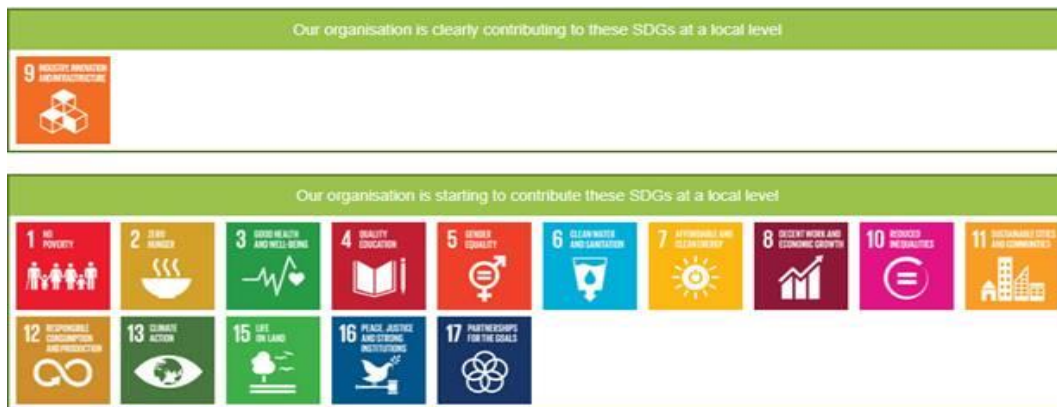 Our organisation is clearly contributing to these SDGs at a local level
9 INDUSTRY, INNOVATION
AND INFRASTRUCTURE
Our organisation is starting to contribute these SDGs at a local level
1 NO
POVERTY
2 ZERO
HUNGER
3 GOOD HEALTH
AND WELL-BEING
4 QUALITY
EDUCATION
5 GENDER
EQUALITY
6 CLEAN WATER
AND SANITATION
7 AFFORDABLE AND
CLEAN ENERGY
8 DECENT WORK AND
ECONOMIC GROWTH
10 REDUCED
INEQUALITIES
11 SUSTAINABLE CITIES
AND COMMUNITIES
12 RESPONSIBLE
CONSUMPTION
AND PRODUCTION
13 CLIMATE
ACTION
15 LIFE
ON LAND
16 PEACE, JUSTICE
AND STRONG
INSTITUTIONS
17 PARTNERSHIPS
FOR THE GOALS